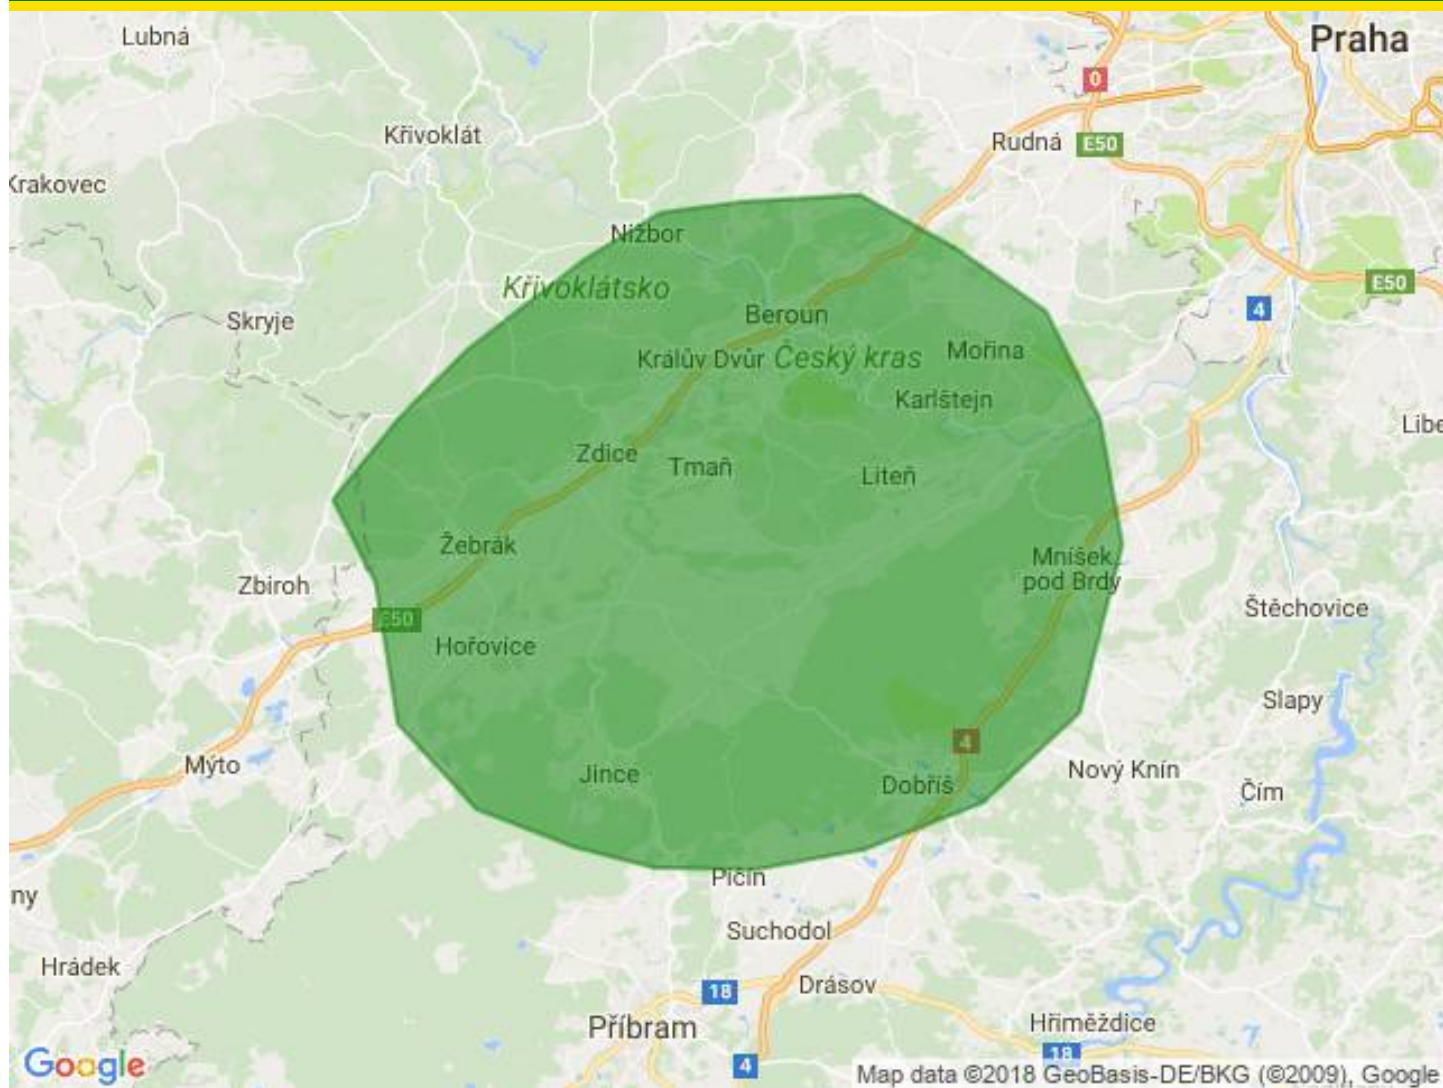 Lubná
Praha
0
Křivoklát
Rudná
E50
Krakovec
Nižbor
Křivoklátsko
E50
Skryje
Beroun
4
Králův Dvůr
Český kras
Mořina
Karlštejn
Zdice
Tmaň
Liteň
Libe
Žebrák
Mníšek
pod Brdy
Zbiroh
E50
Štěchovice
Hořovice
Slapy
4
Mýto
Jince
Dobříš
Nový Knín
Čím
Pičín
ny
Suchodol
Hrádek
Drásov
18
Příbram
Hřiměždice
18
Google
4
Map data ©2018 GeoBasis-DE/BKG (©2009), Google